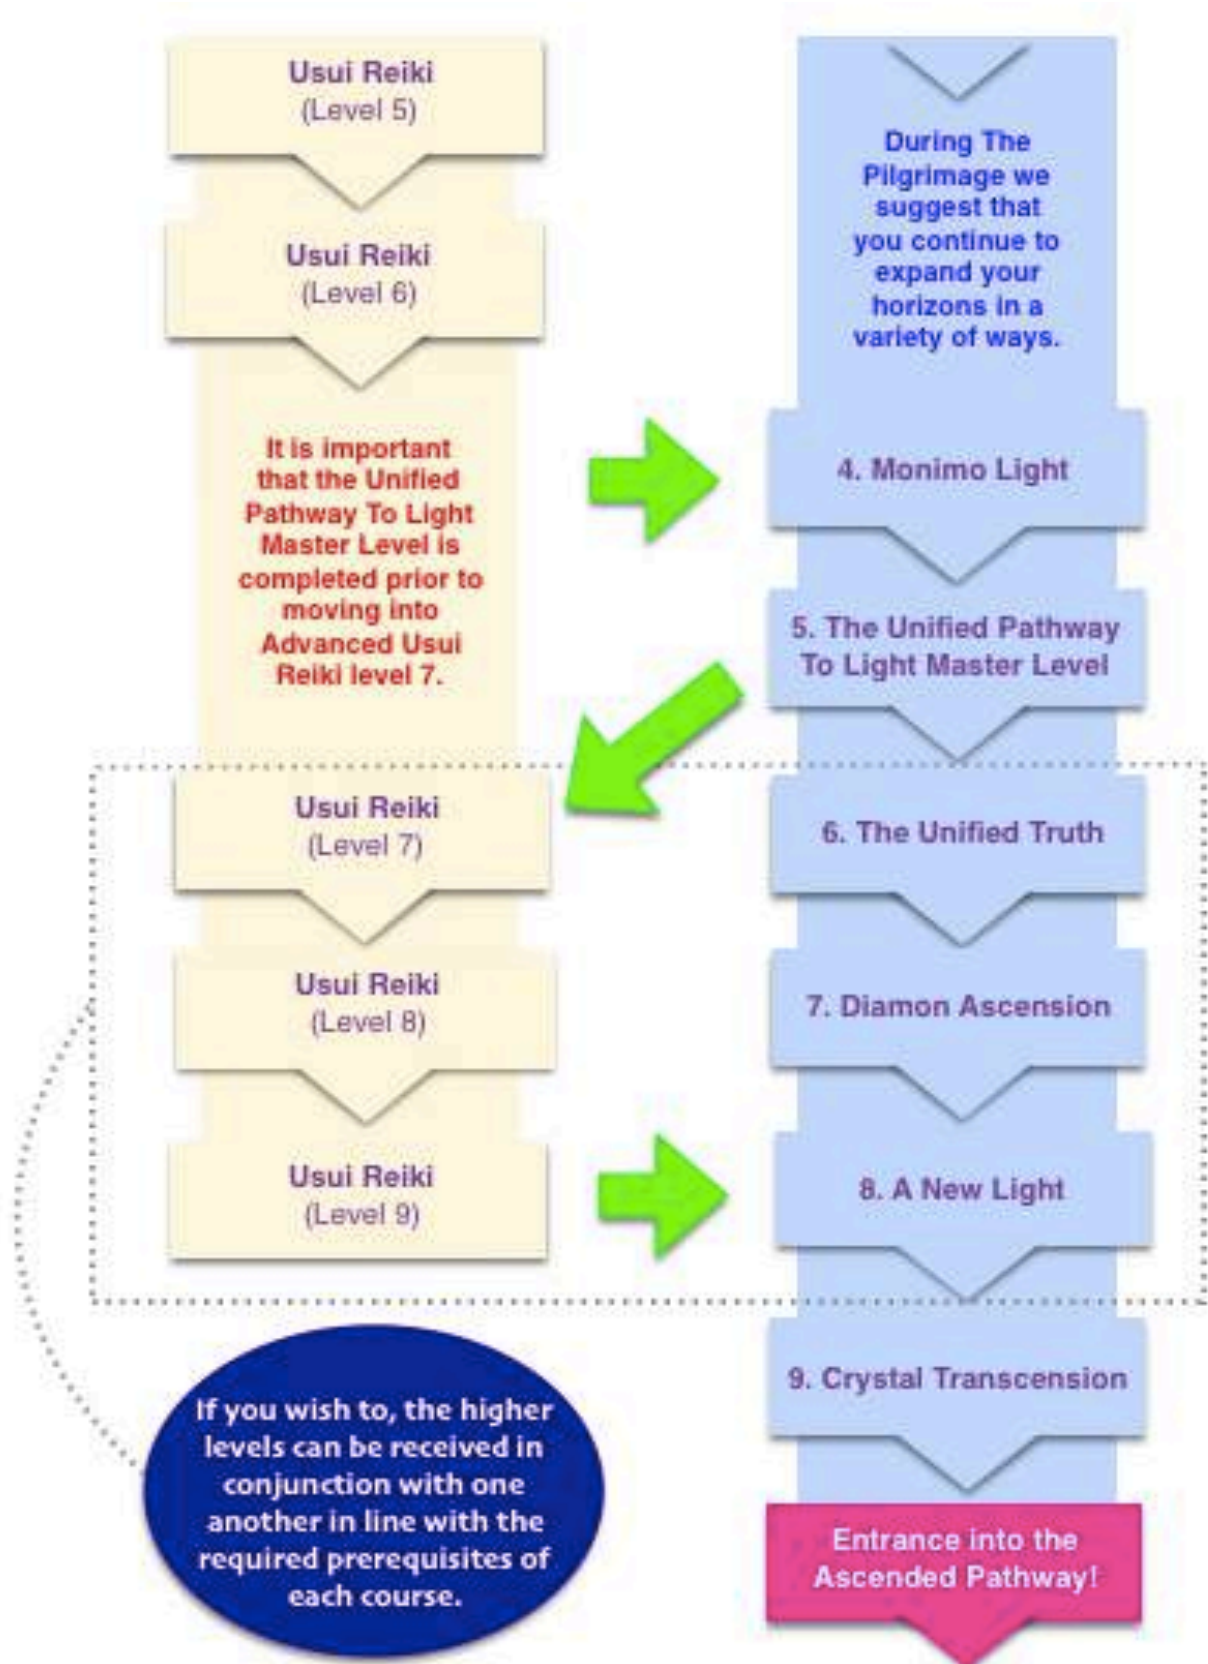 Usui Reiki
(Level 5)
Usui Reiki
(Level 6)
It is important
that the Unified
Pathway To Light
Master Level is
completed prior to
moving into
Advanced Usui
Reiki level 7.
Usui Reiki
(Level 7)
Usui Reiki
(Level 8)
Usui Reiki
(Level 9)
If you wish to, the higher
levels can be received in
conjunction with one
another in line with the
required prerequisites of
each course.
During The
Pilgrimage we
suggest that
you continue to
expand your
horizons in a
variety of ways.
4. Monimo Light
5. The Unified Pathway
To Light Master Level
6. The Unified Truth
7. Diamon Ascension
8. A New Light
9. Crystal Transcension
Entrance into the
Ascended Pathway!